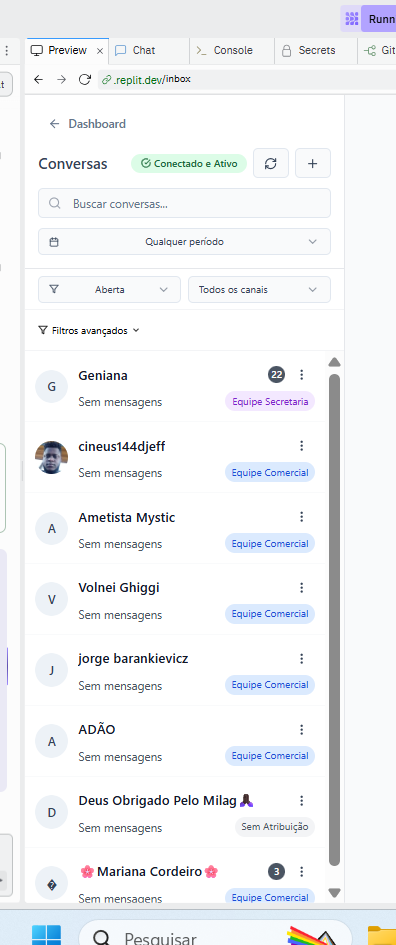 Runn
Preview × Chat Console Secrets Git
.replit.dev/inbox
Dashboard
Conversas Conectado e Ativo
Buscar conversas...
Qualquer período
Aberta Todos os canais
Filtros avançados
G Geniana 22
Sem mensagens Equipe Secretaria
cineus144djeff
Sem mensagens Equipe Comercial
A Ametista Mystic
Sem mensagens Equipe Comercial
V Volnei Ghiggi
Sem mensagens Equipe Comercial
J jorge barankievicz
Sem mensagens Equipe Comercial
A ADÃO
Sem mensagens Equipe Comercial
D Deus Obrigado Pelo Milag
Sem mensagens Sem Atribuição
� 🌸Mariana Cordeiro🌸 3
Sem mensagens Equipe Comercial
Pesquisar